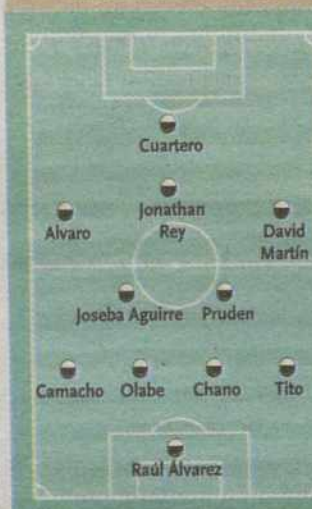 Cuartero
Jonathan
Rey
Alvaro
David
Martín
Joseba Aguirre Pruden
Camacho Olabe Chano Tito
Raúl Álvarez